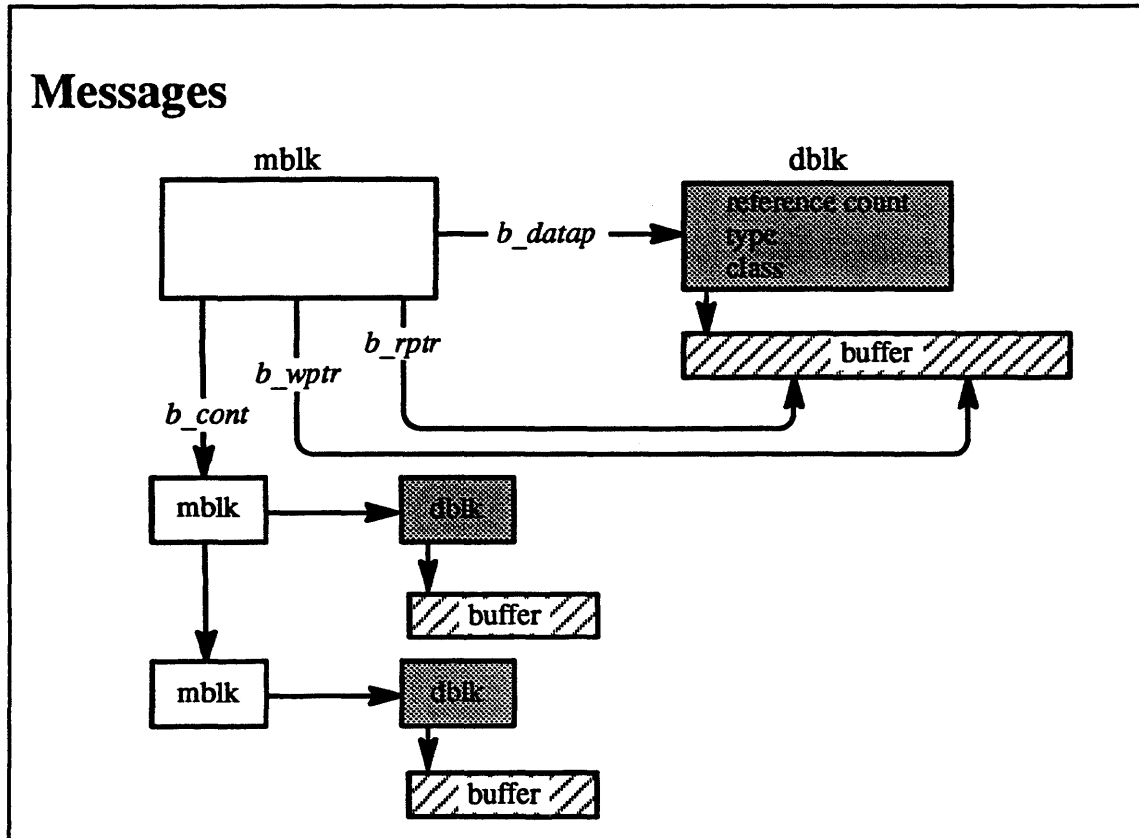 Messages
mblk
dblk
reference count
type
class
b_datap
buffer
b_rptr
b_wptr
b_cont
mblk
dblk
buffer
mblk
dblk
buffer